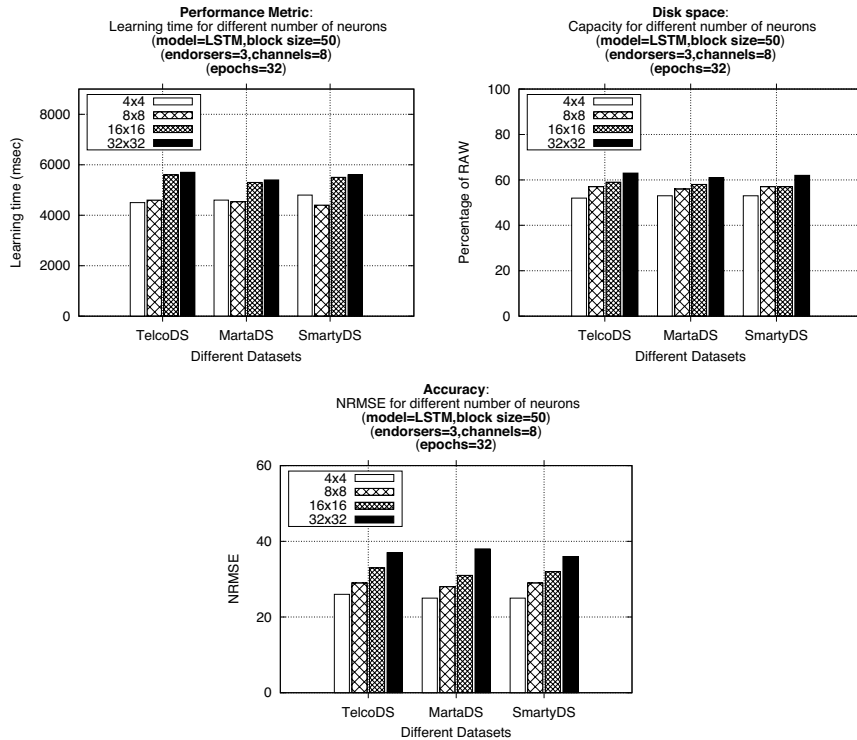 Performance Metric:
Learning time for different number of neurons
(model=LSTM,block size=50)
(endorsers=3,channels=8)
(epochs=32)
8000
6000
4000
2000
0
Learning time (msec)
4x4
8x8
16x16
32x32
TelcoDS
MartaDS
SmartyDS
Different Datasets
Disk space:
Capacity for different number of neurons
(model=LSTM,block size=50)
(endorsers=3,channels=8)
(epochs=32)
100
80
60
40
20
0
Percentage of RAW
4x4
8x8
16x16
32x32
TelcoDS
MartaDS
SmartyDS
Different Datasets
Accuracy:
NRMSE for different number of neurons
(model=LSTM,block size=50)
(endorsers=3,channels=8)
(epochs=32)
60
40
20
0
NRMSE
4x4
8x8
16x16
32x32
TelcoDS
MartaDS
SmartyDS
Different Datasets